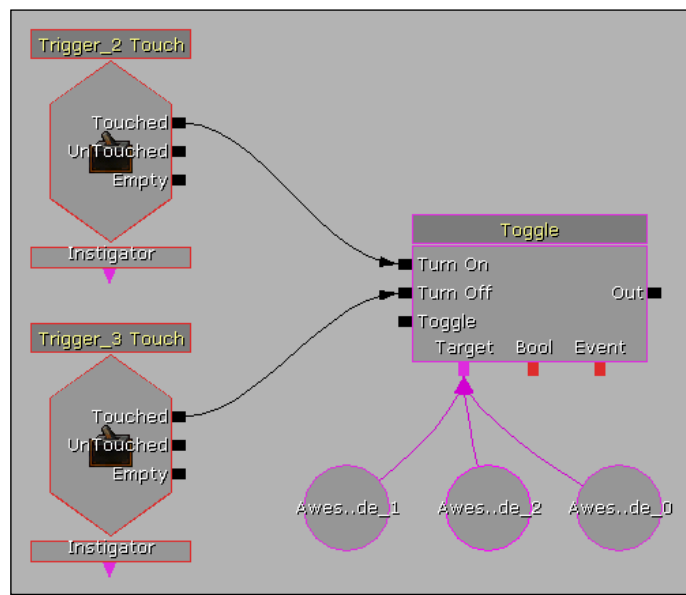 Trigger_2 Touch
Touched
UnTouched
Empty
Instigator
Toggle
Turn On
Turn Off
Out
Toggle
Target Bool Event
Trigger_3 Touch
Touched
UnTouched
Empty
Instigator
Awes..de_1
Awes..de_2
Awes..de_0